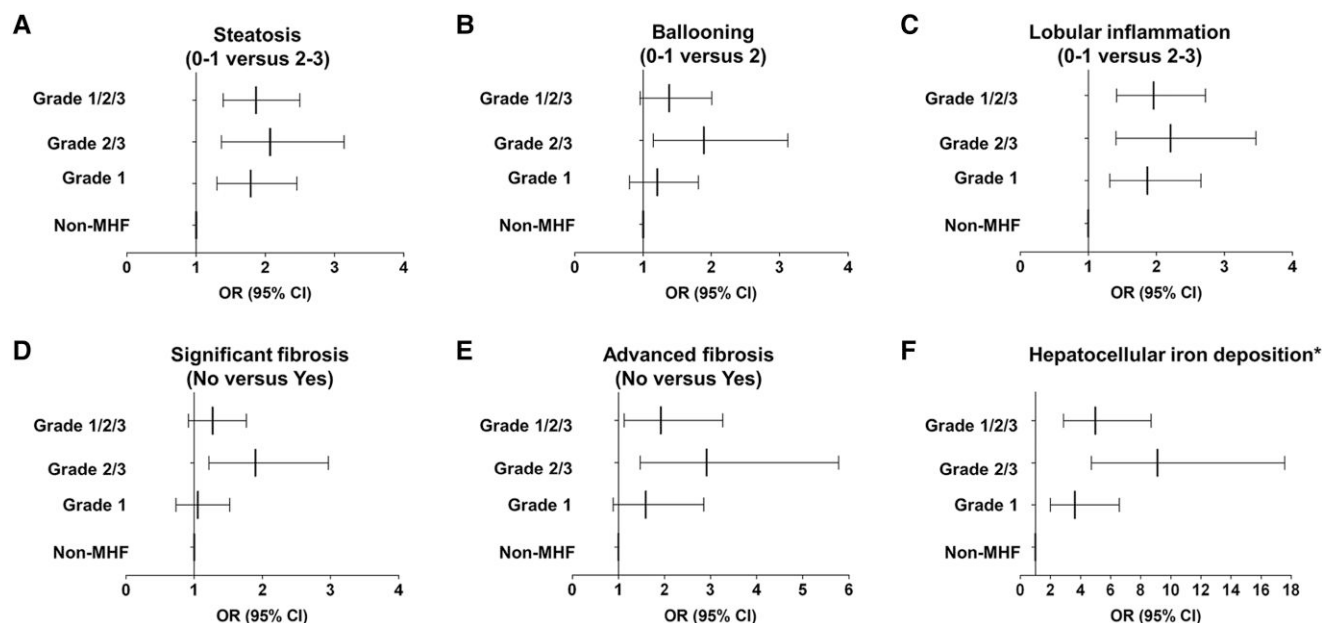 A
Steatosis
(0-1 versus 2-3)
Grade 1/2/3
Grade 2/3
Grade 1
Non-MHF
0 1 2 3 4
OR (95% CI)
B
Ballooning
(0-1 versus 2)
Grade 1/2/3
Grade 2/3
Grade 1
Non-MHF
0 1 2 3 4
OR (95% CI)
C
Lobular inflammation
(0-1 versus 2-3)
Grade 1/2/3
Grade 2/3
Grade 1
Non-MHF
0 1 2 3 4
OR (95% CI)
D
Significant fibrosis
(No versus Yes)
Grade 1/2/3
Grade 2/3
Grade 1
Non-MHF
0 1 2 3 4
OR (95% CI)
E
Advanced fibrosis
(No versus Yes)
Grade 1/2/3
Grade 2/3
Grade 1
Non-MHF
0 1 2 3 4 5 6
OR (95% CI)
F
Hepatocellular iron deposition*
Grade 1/2/3
Grade 2/3
Grade 1
Non-MHF
0 2 4 6 8 10 12 14 16 18
OR (95% CI)